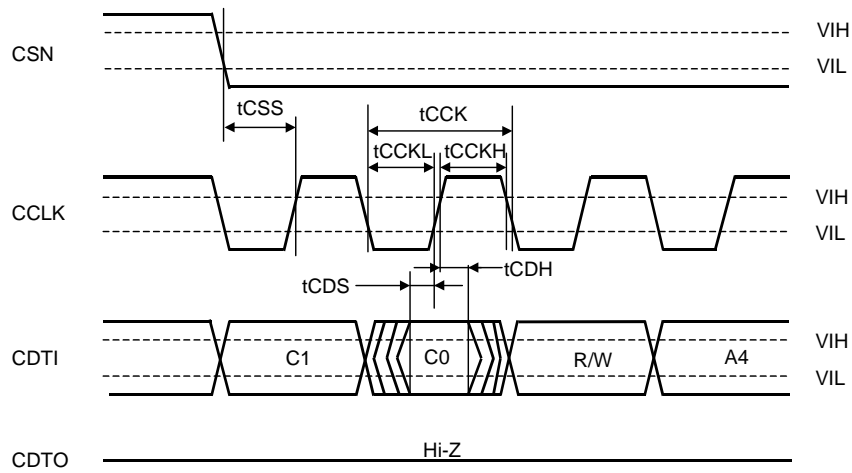 VIH
CSN
VIL
tCSS
tCCK
tCCKL
tCCKH
VIH
CCLK
VIL
tCDH
tCDS
VIH
CDTI
C1
C0
R/W
A4
VIL
Hi-Z
CDTO